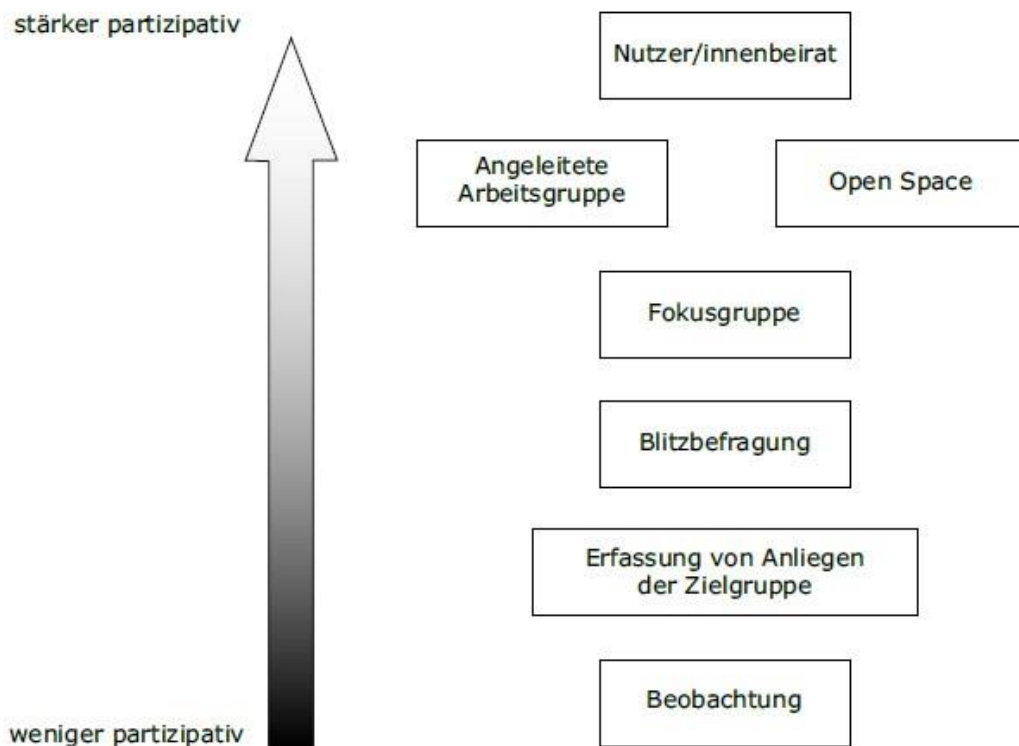 stärker partizipativ
Nutzer/innenbeirat
Angeleitete
Arbeitsgruppe
Open Space
Fokusgruppe
Blitzbefragung
Erfassung von Anliegen
der Zielgruppe
Beobachtung
weniger partizipativ